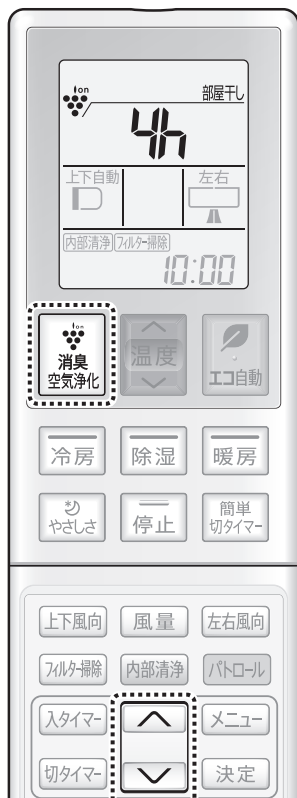 ion
部屋干し
4h
上下自動 左右
内部清浄 フィルター掃除
10:00
ion
消臭
空気浄化
温度
エコ自動
冷房 除湿 暖房
やさしさ 停止 簡単
切タイマー
上下風向 風量 左右風向
フィルター掃除 内部清浄 パトロール
入タイマー メニュー
切タイマー 決定